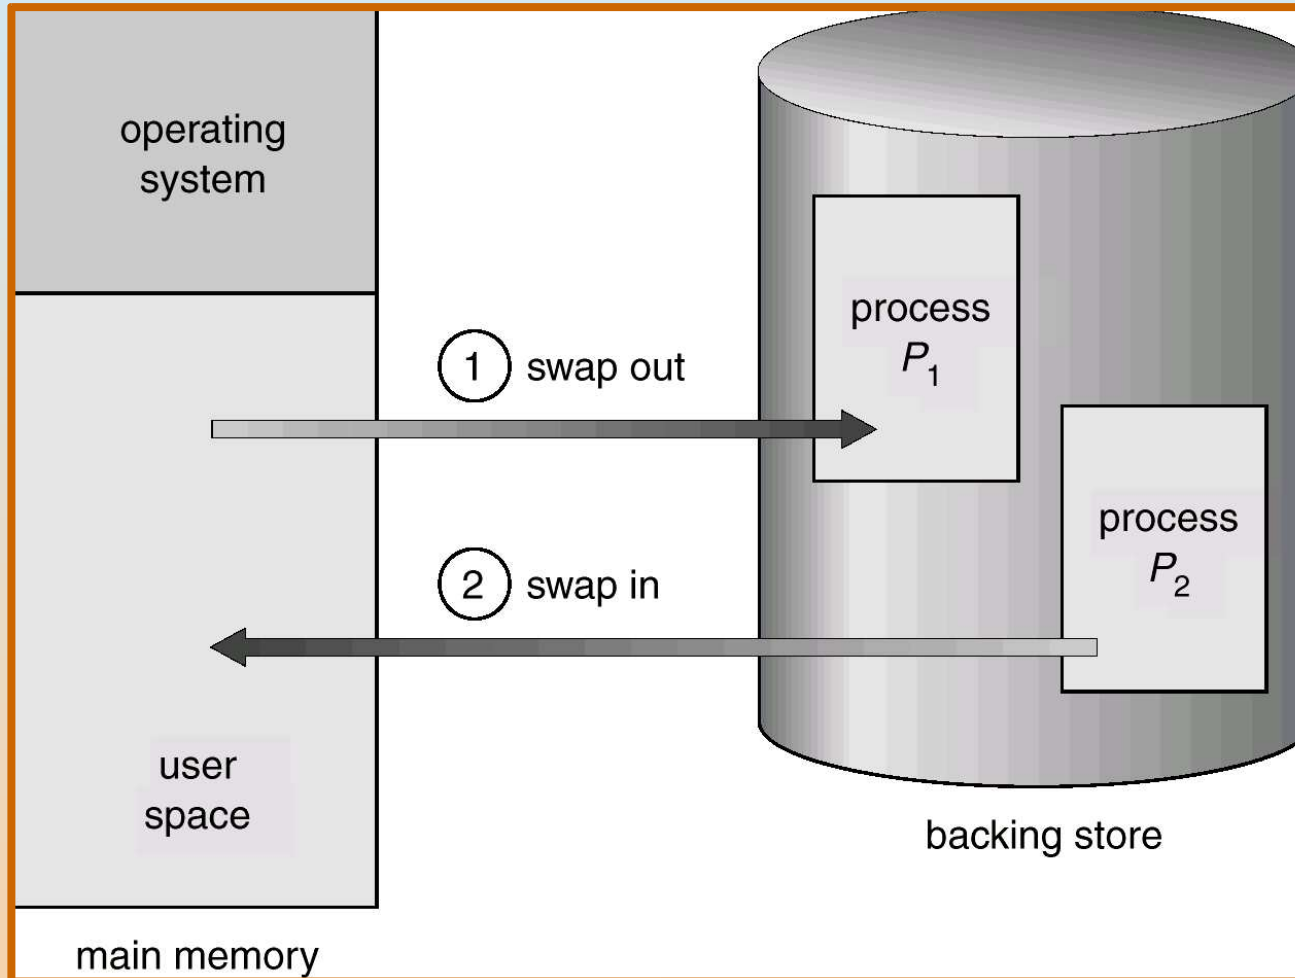 operating
system
process
P1
1 swap out
process
P2
2 swap in
user
space
backing store
main memory